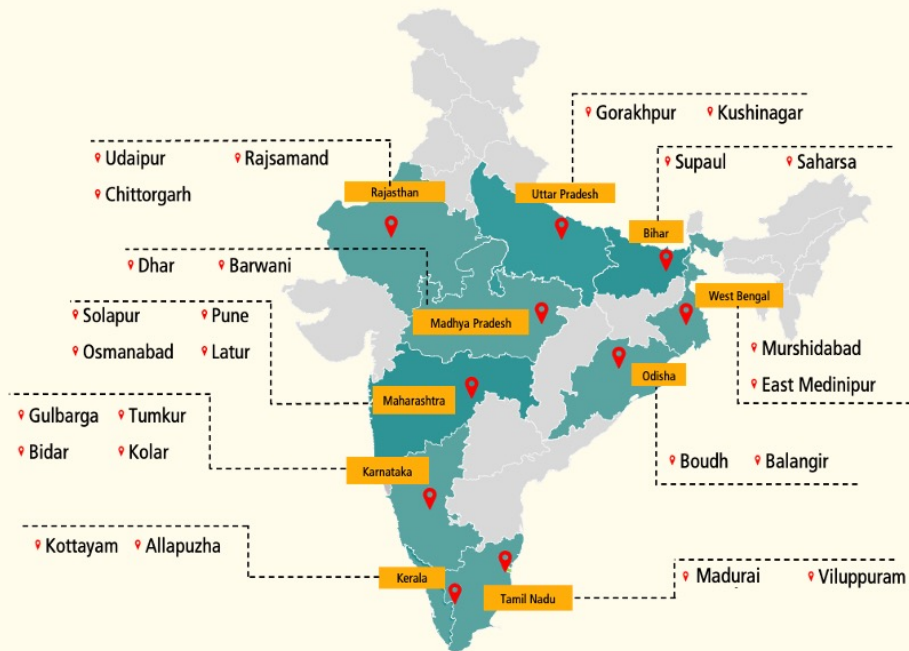 Gorakhpur Kushinagar
Udaipur Rajsamand
Chittorgarh
Supaul Saharsa
Rajasthan
Uttar Pradesh
Bihar
Dhar Barwani
West Bengal
Solapur Pune
Osmanabad Latur
Madhya Pradesh
Murshidabad
East Medinipur
Odisha
Maharashtra
Gulbarga Tumkur
Bidar Kolar
Boudh Balangir
Karnataka
Kottayam Allapuzha
Kerala
Madurai Viluppuram
Tamil Nadu